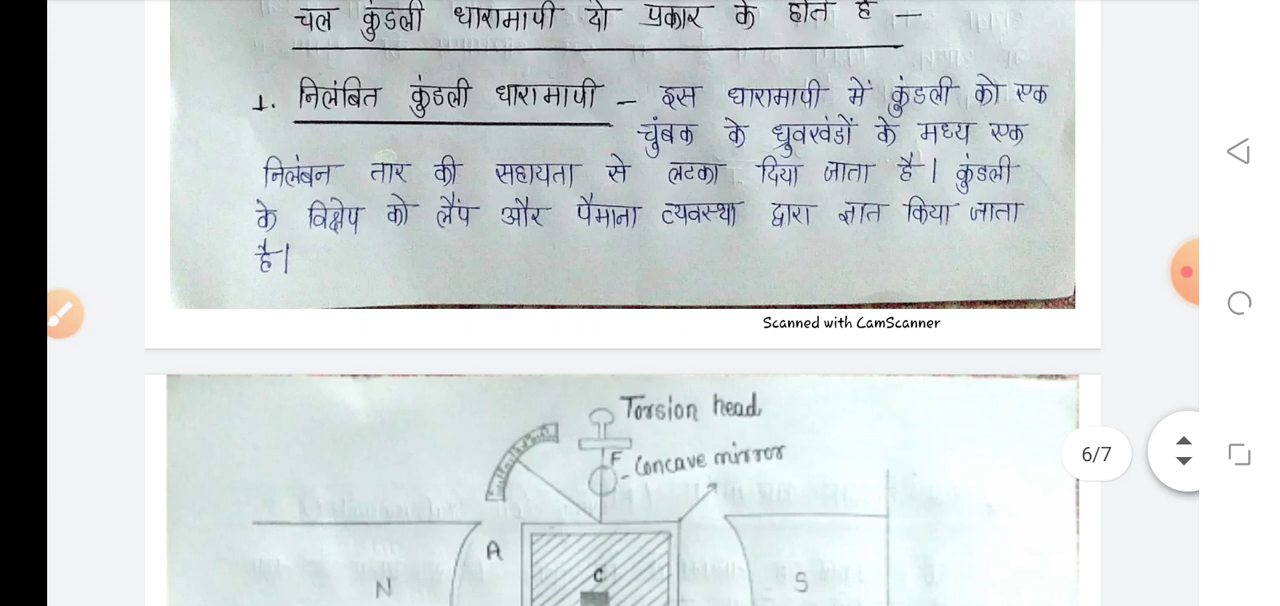 चल कुंडली धारामापी दो प्रकार के होते है —
1. निलंबित कुंडली धारामापी – इस धारामापी में कुंडली को एक
चुंबक के ध्रुवखंडों के मध्य एक
निलंबन तार की सहायता से लटका दिया जाता है। कुंडली
के विक्षेप को लैंप और पैमाना व्यवस्था द्वारा ज्ञात किया जाता
है।
Scanned with CamScanner
Torsion head
F - Concave mirror
6/7
A
C
N
S